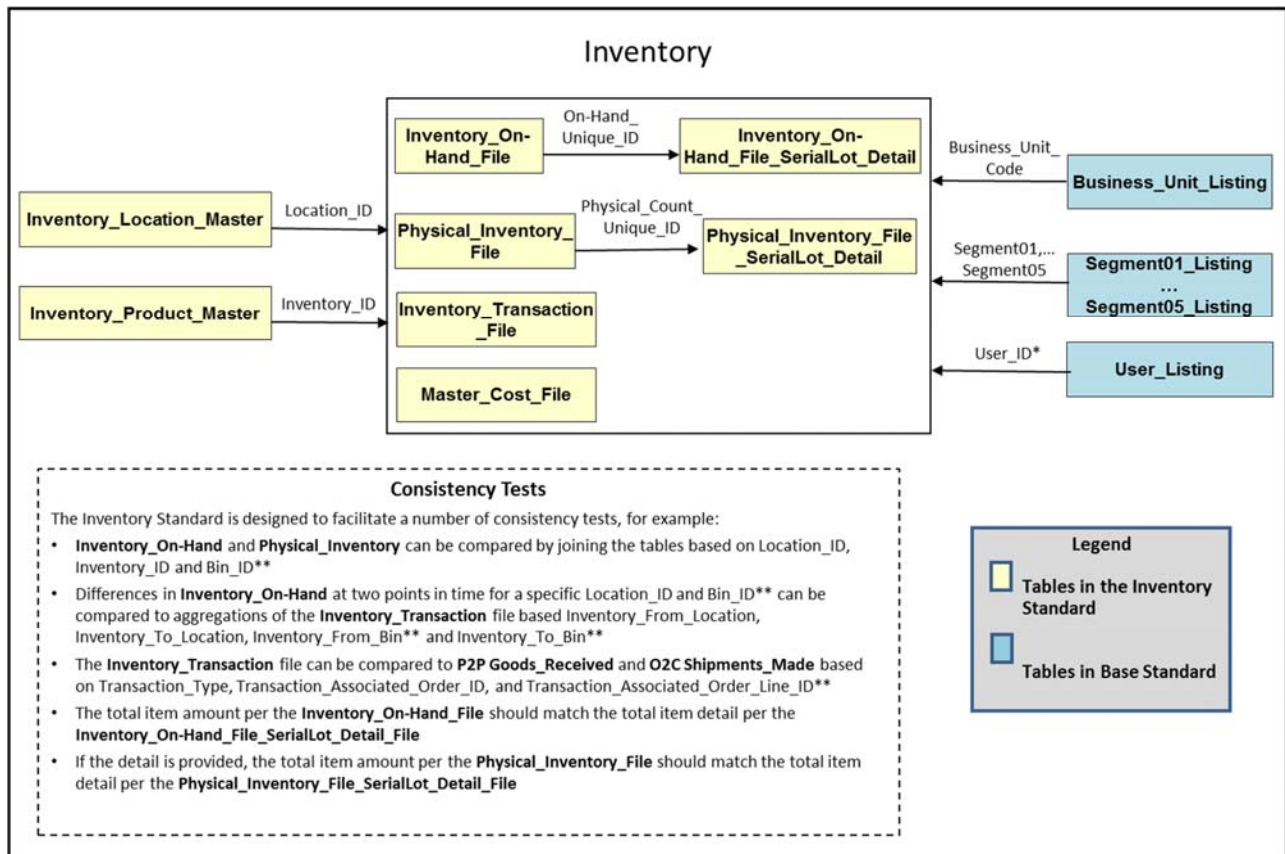 Inventory
Inventory_On-
Hand_File
On-Hand_
Unique_ID
Inventory_On-
Hand_File_SerialLot_Detail
Business_Unit_
Code
Business_Unit_Listing
Inventory_Location_Master
Location_ID
Physical_Inventory_
File
Physical_Count_
Unique_ID
Physical_Inventory_File
_SerialLot_Detail
Segment01,...
Segment05
Segment01_Listing
...
Segment05_Listing
Inventory_Product_Master
Inventory_ID
Inventory_Transaction
_File
User_ID*
User_Listing
Master_Cost_File
Consistency Tests
The Inventory Standard is designed to facilitate a number of consistency tests, for example:
• Inventory_On-Hand and Physical_Inventory can be compared by joining the tables based on Location_ID,
Inventory_ID and Bin_ID**
• Differences in Inventory_On-Hand at two points in time for a specific Location_ID and Bin_ID** can be
compared to aggregations of the Inventory_Transaction file based Inventory_From_Location,
Inventory_To_Location, Inventory_From_Bin** and Inventory_To_Bin**
• The Inventory_Transaction file can be compared to P2P Goods_Received and O2C Shipments_Made based
on Transaction_Type, Transaction_Associated_Order_ID, and Transaction_Associated_Order_Line_ID**
• The total item amount per the Inventory_On-Hand_File should match the total item detail per the
Inventory_On-Hand_File_SerialLot_Detail_File
• If the detail is provided, the total item amount per the Physical_Inventory_File should match the total item
detail per the Physical_Inventory_File_SerialLot_Detail_File
Legend
Tables in the Inventory
Standard
Tables in Base Standard